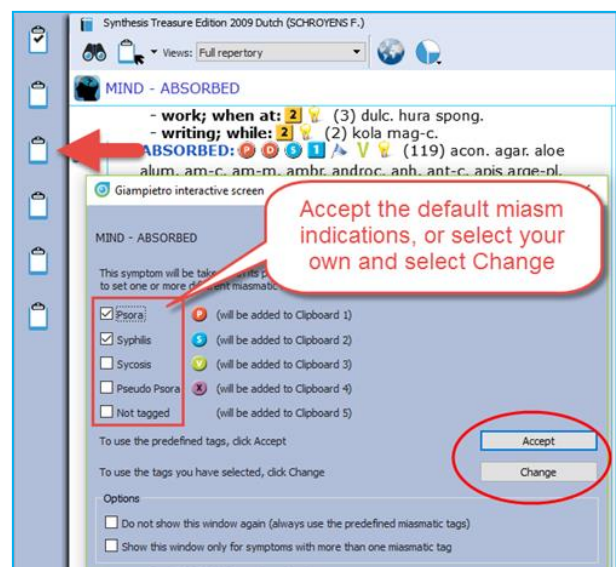 Synthesis Treasure Edition 2009 Dutch (SCHROYENS F.)
Views: Full repertory
MIND - ABSORBED
- work; when at: 2 (3) dulc. hura spong.
- writing; while: 2 (2) kola mag-c.
ABSORBED: P D S 1 V (119) acon. agar. aloe
alum. am-c. am-m. ambr. androc. anh. ant-c. apis arge-pl.
Giampietro interactive screen
Accept the default miasm
indications, or select your
own and select Change
MIND - ABSORBED
This symptom will be
to set one or more
Psora P (will be added to Clipboard 1)
Syphilis S (will be added to Clipboard 2)
Sycosis V (will be added to Clipboard 3)
Pseudo Psora X (will be added to Clipboard 4)
Not tagged (will be added to Clipboard 5)
To use the predefined tags, click Accept Accept
To use the tags you have selected, click Change Change
Options
Do not show this window again (always use the predefined miasmatic tags)
Show this window only for symptoms with more than one miasmatic tag